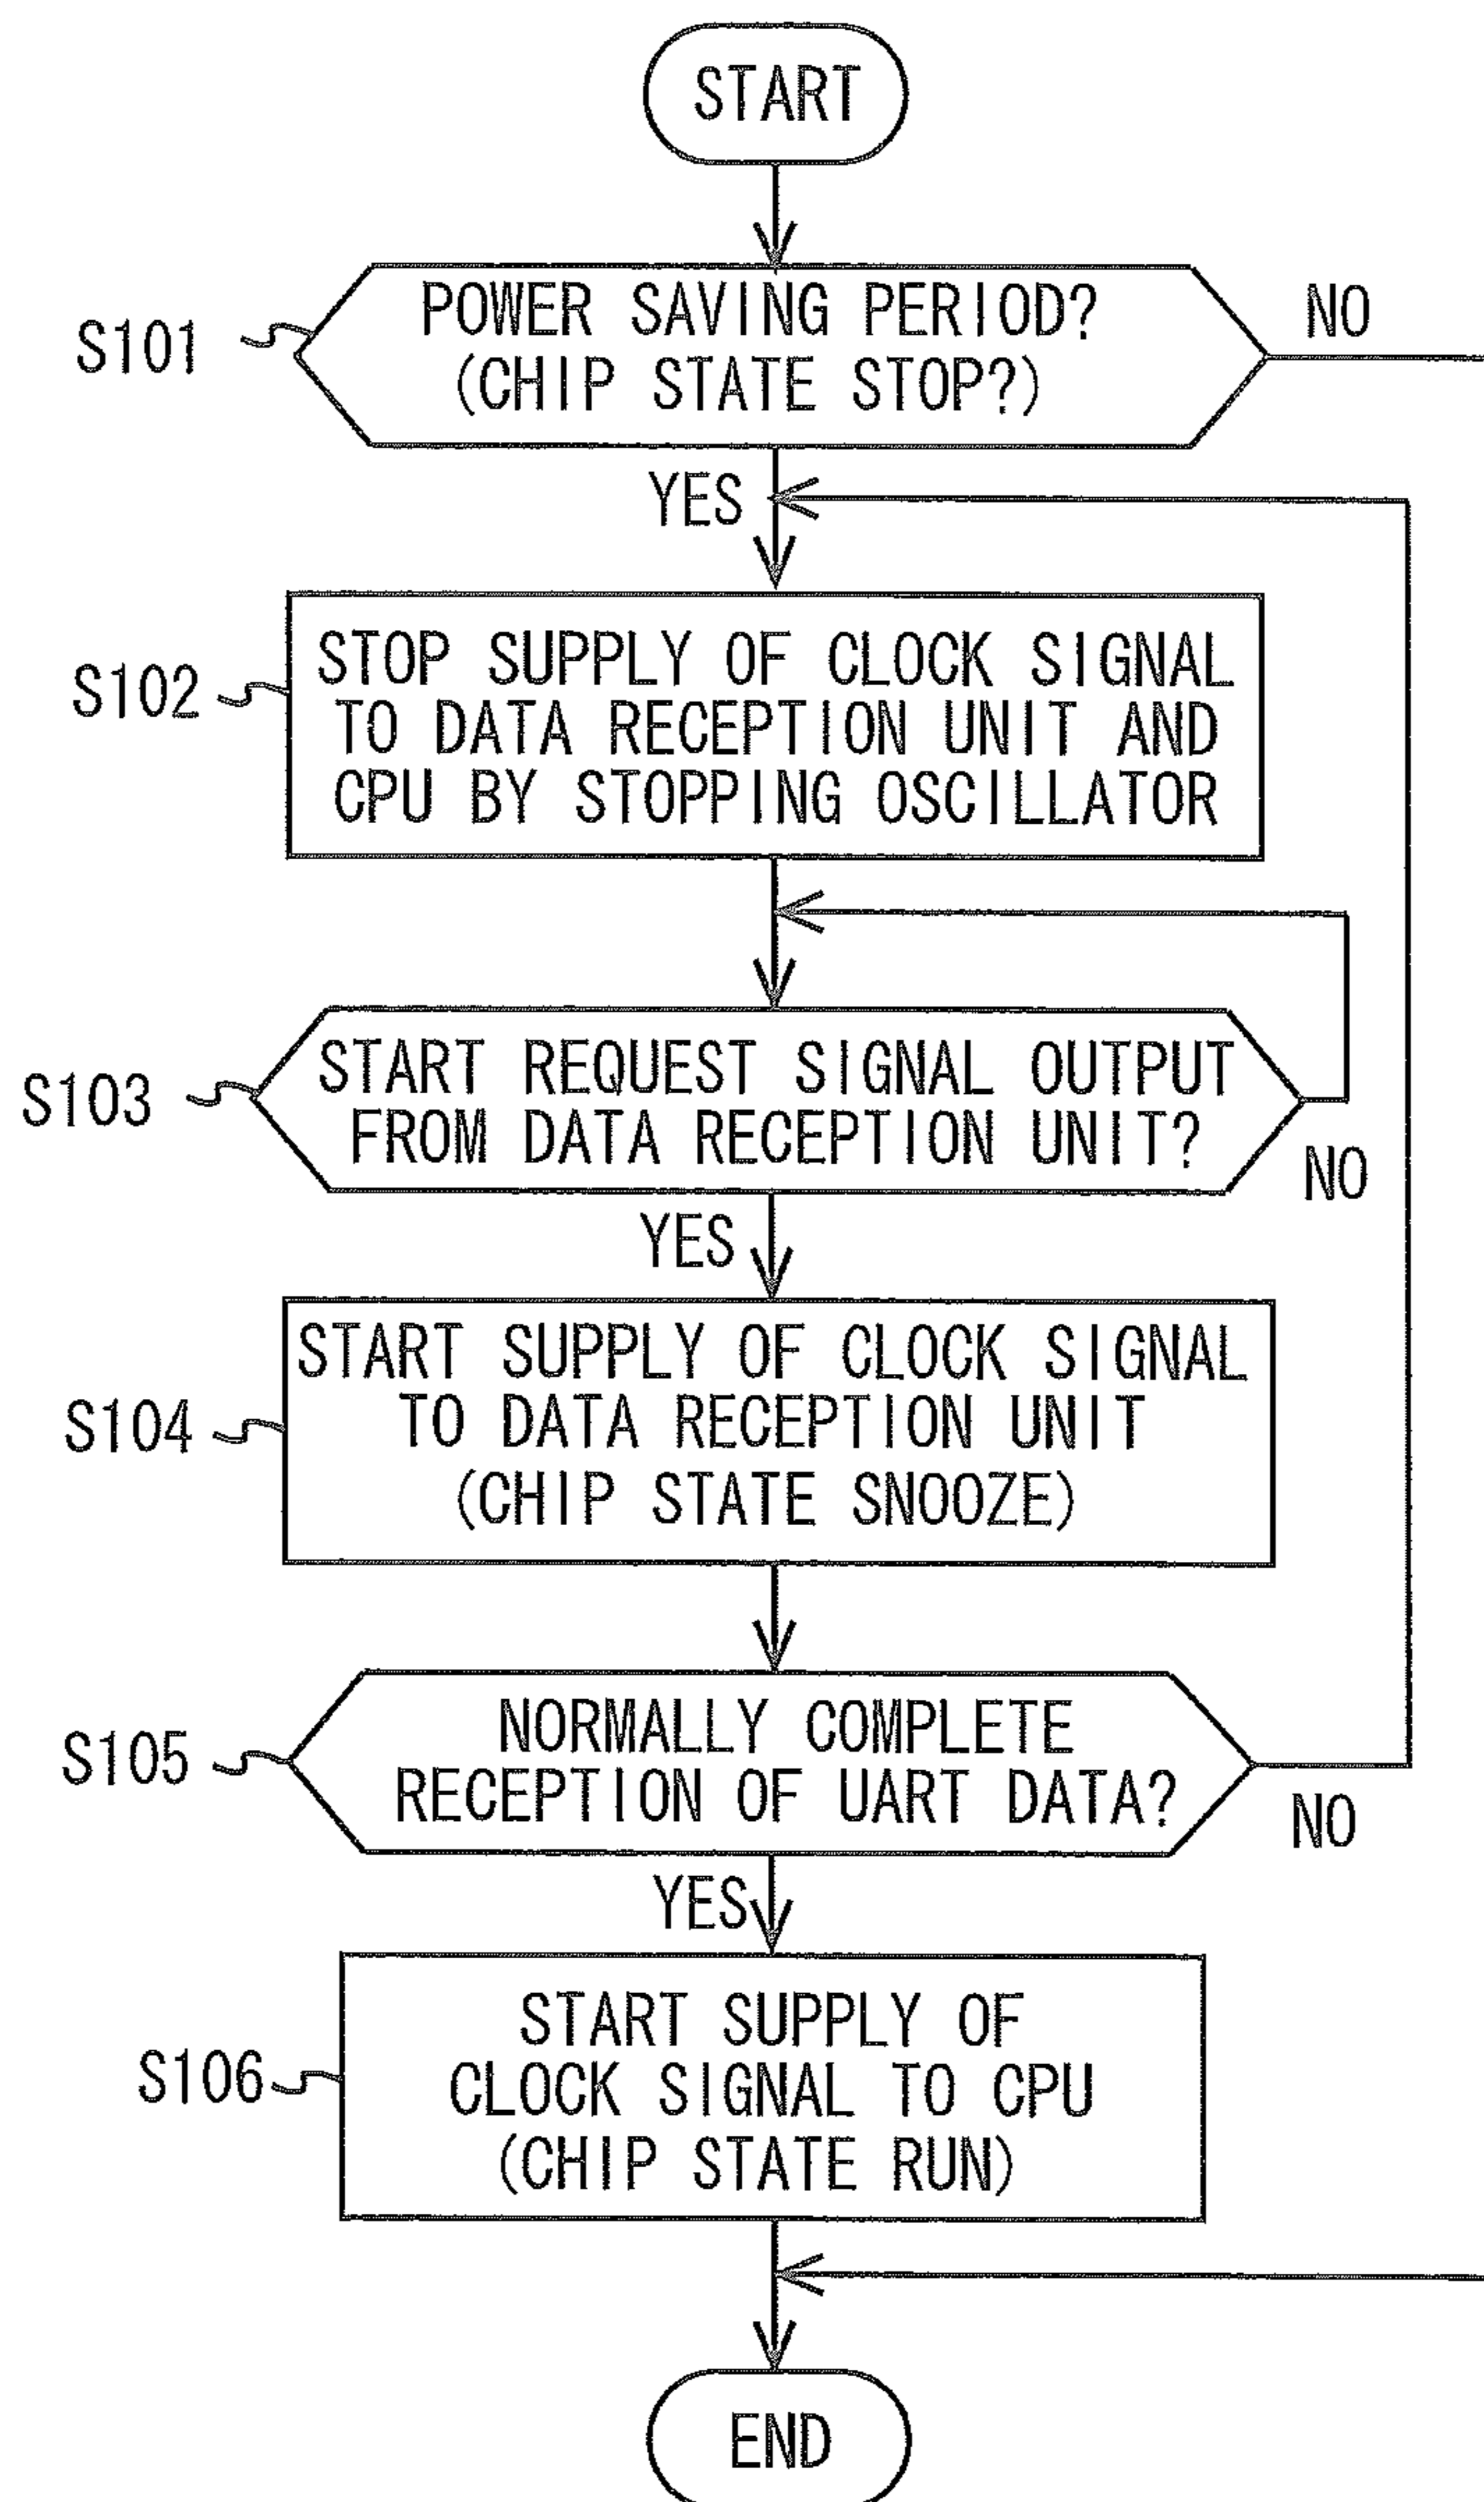 START
POWER SAVING PERIOD?
(CHIP STATE STOP?)
NO
S101
YES
STOP SUPPLY OF CLOCK SIGNAL
TO DATA RECEPTION UNIT AND
CPU BY STOPPING OSCILLATOR
S102
START REQUEST SIGNAL OUTPUT
FROM DATA RECEPTION UNIT?
S103
NO
YES
START SUPPLY OF CLOCK SIGNAL
TO DATA RECEPTION UNIT
(CHIP STATE SNOOZE)
S104
NORMALLY COMPLETE
RECEPTION OF UART DATA?
S105
NO
YES
START SUPPLY OF
CLOCK SIGNAL TO CPU
(CHIP STATE RUN)
S106
END